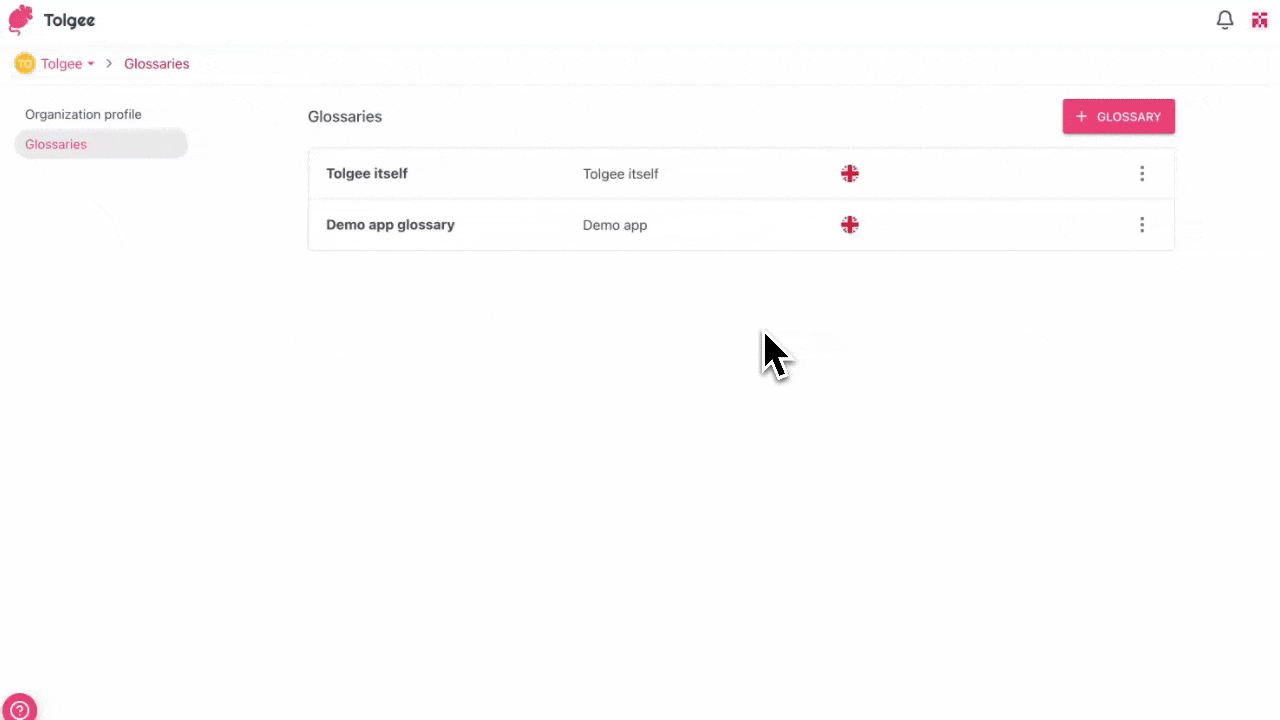 Tolgee
TO Tolgee Glossaries
Organization profile
Glossaries
Glossaries
+ GLOSSARY
Tolgee itself Tolgee itself
Demo app glossary Demo app